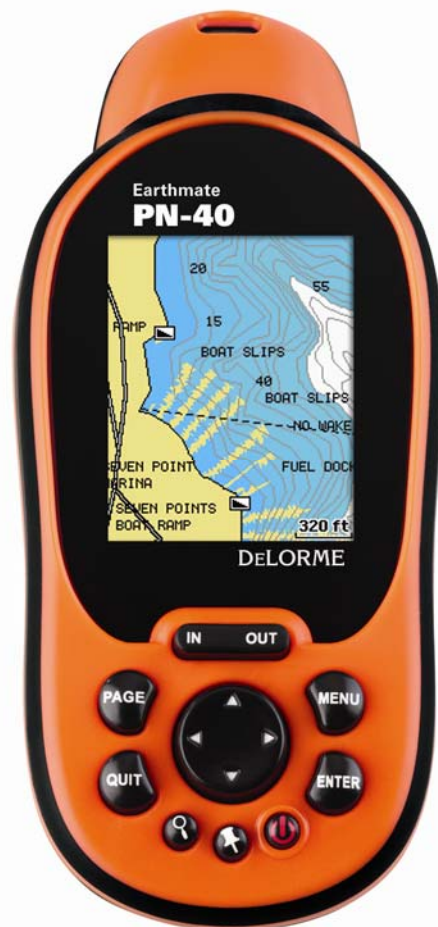 Earthmate
PN-40
20
55
RAMP
15
BOAT SLIPS
40
BOAT SLIPS
NO WAKE
SEVEN POINT
MARINA
FUEL DOCK
SEVEN POINTS
BOAT RAMP
320 ft
DELORME
IN OUT
PAGE
MENU
QUIT
ENTER